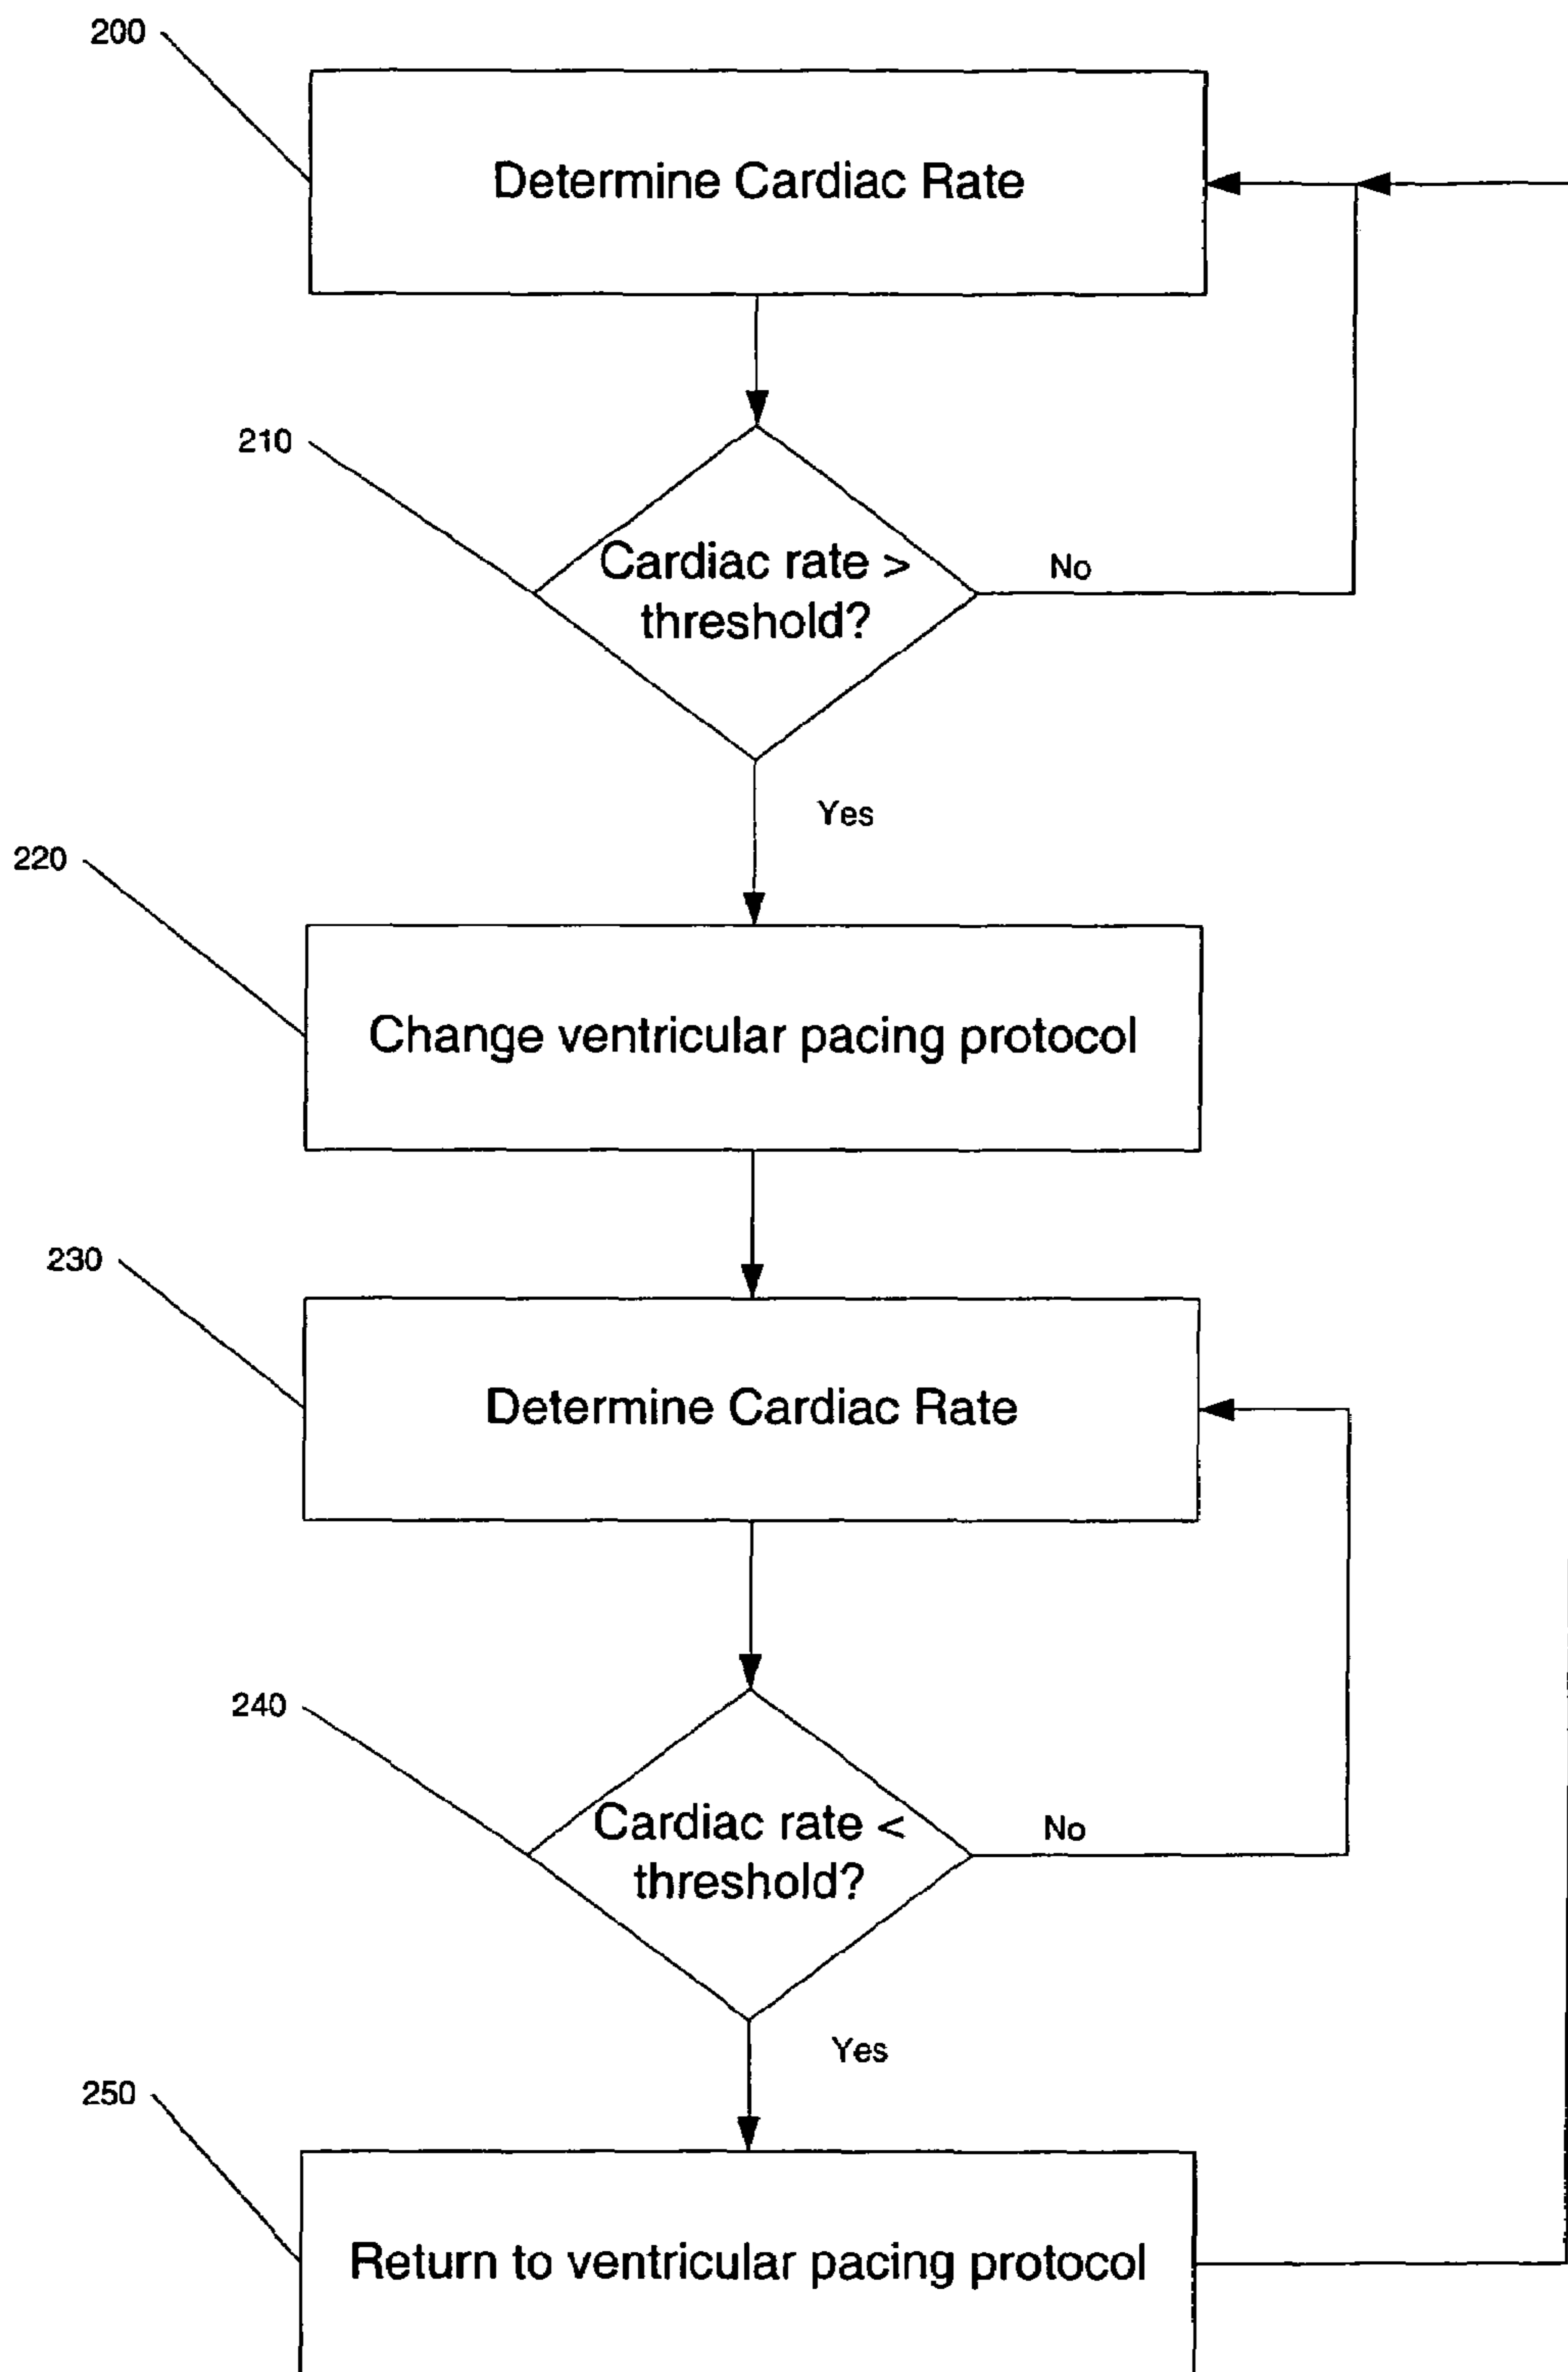 200
Determine Cardiac Rate
210
Cardiac rate >
threshold?
No
Yes
220
Change ventricular pacing protocol
230
Determine Cardiac Rate
240
Cardiac rate <
threshold?
No
Yes
250
Return to ventricular pacing protocol